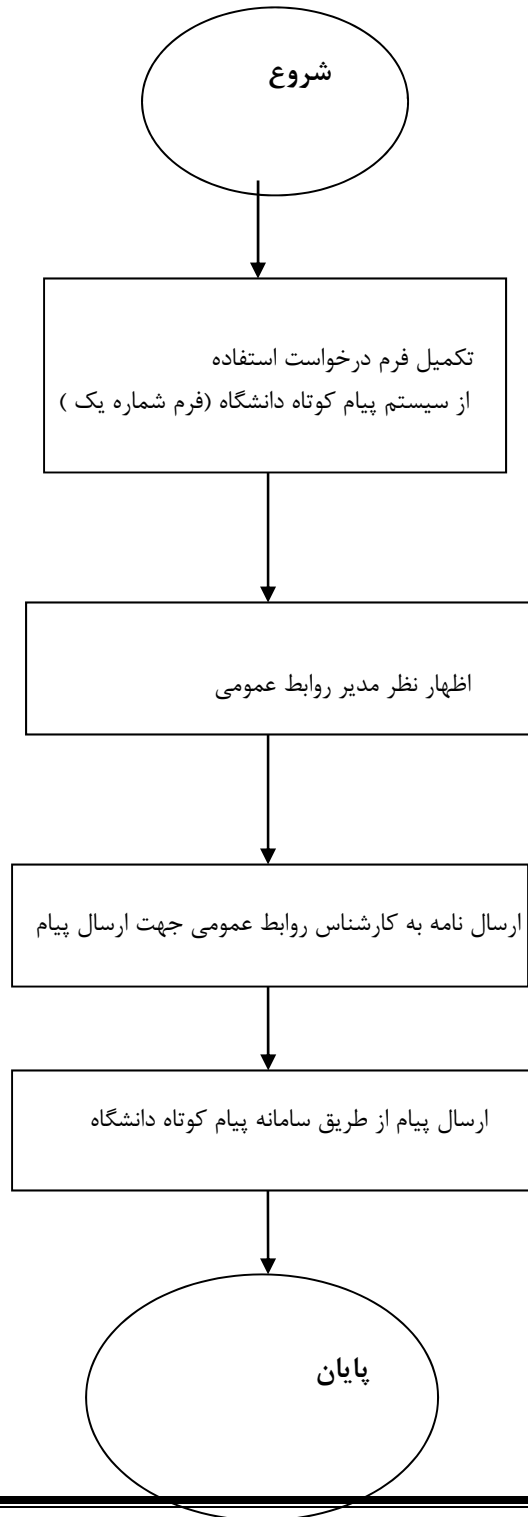 شروع
تکمیل فرم درخواست استفاده
از سیستم پیام کوتاه دانشگاه (فرم شماره یک )
اظهار نظر مدیر روابط عمومی
ارسال نامه به کارشناس روابط عمومی جهت ارسال پیام
ارسال پیام از طریق سامانه پیام کوتاه دانشگاه
پایان